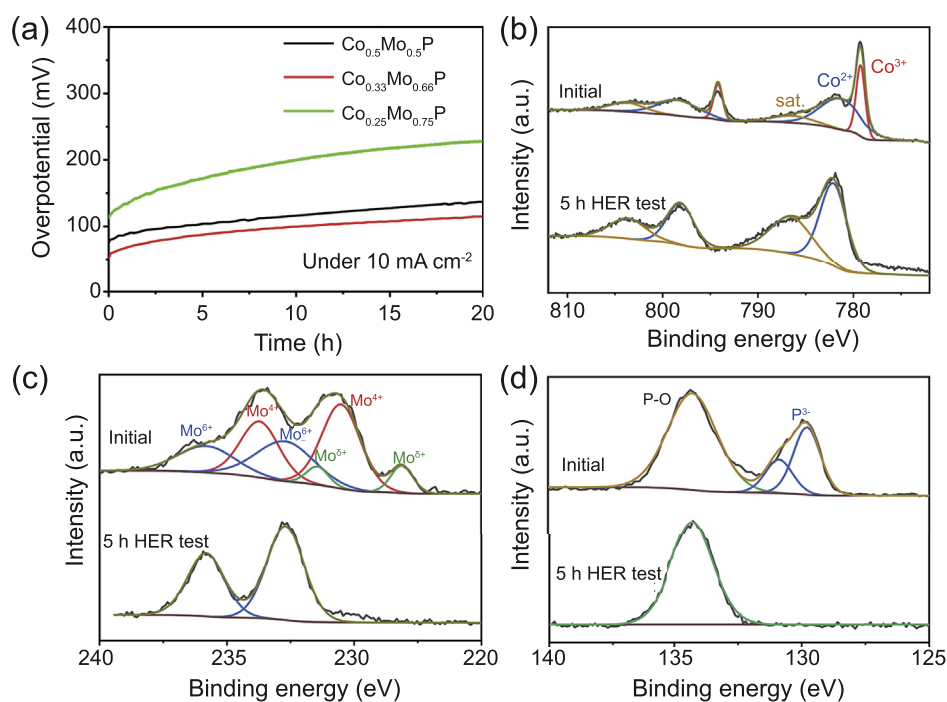 (a)
400
300
200
100
0
0 5 10 15 20
Overpotential (mV)
Time (h)
Co0.5Mo0.5P
Co0.33Mo0.66P
Co0.25Mo0.75P
Under 10 mA cm-2
(b)
Initial
sat.
Co2+
Co3+
5 h HER test
Intensity (a.u.)
810 800 790 780
Binding energy (eV)
(c)
Initial
Mo6+
Mo4+
Mo6+
Moδ+
Mo4+
Moδ+
5 h HER test
Intensity (a.u.)
240 235 230 225 220
Binding energy (eV)
(d)
P-O
P3-
Initial
5 h HER test
Intensity (a.u.)
140 135 130 125
Binding energy (eV)